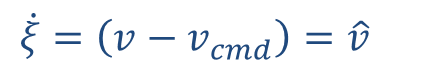 ξ̇ = (v − v_cmd) = v̂